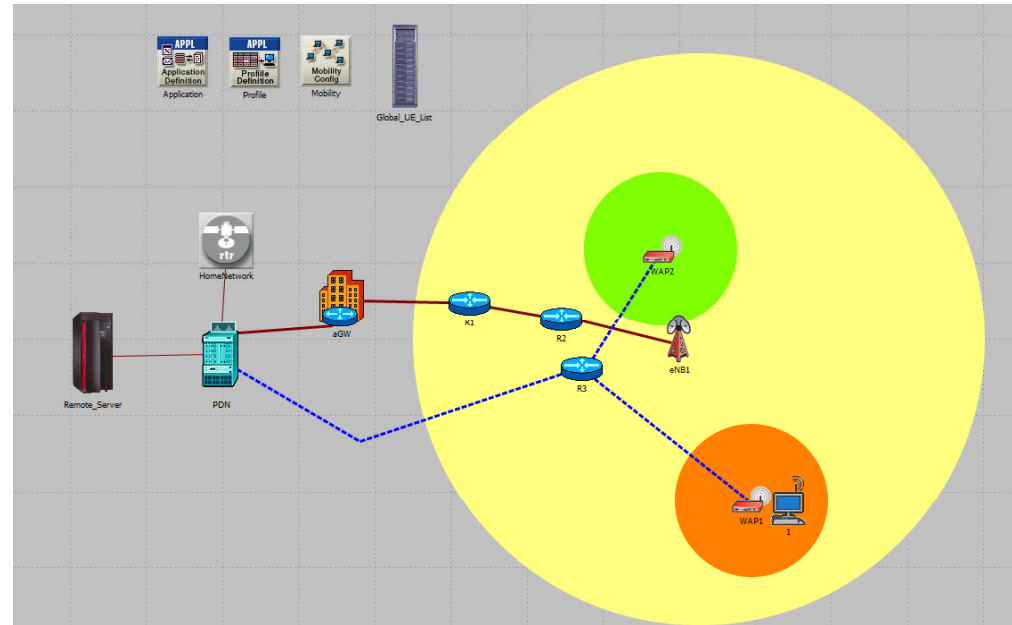 APPL
Application
Definition
Application
APPL
Profile
Definition
Profile
Mobility
Config
Mobility
Global_UE_List
rtr
HomeNetwork
aGW
R1
R2
R3
WAP2
eNB1
Remote_Server
PDN
WAP1
1